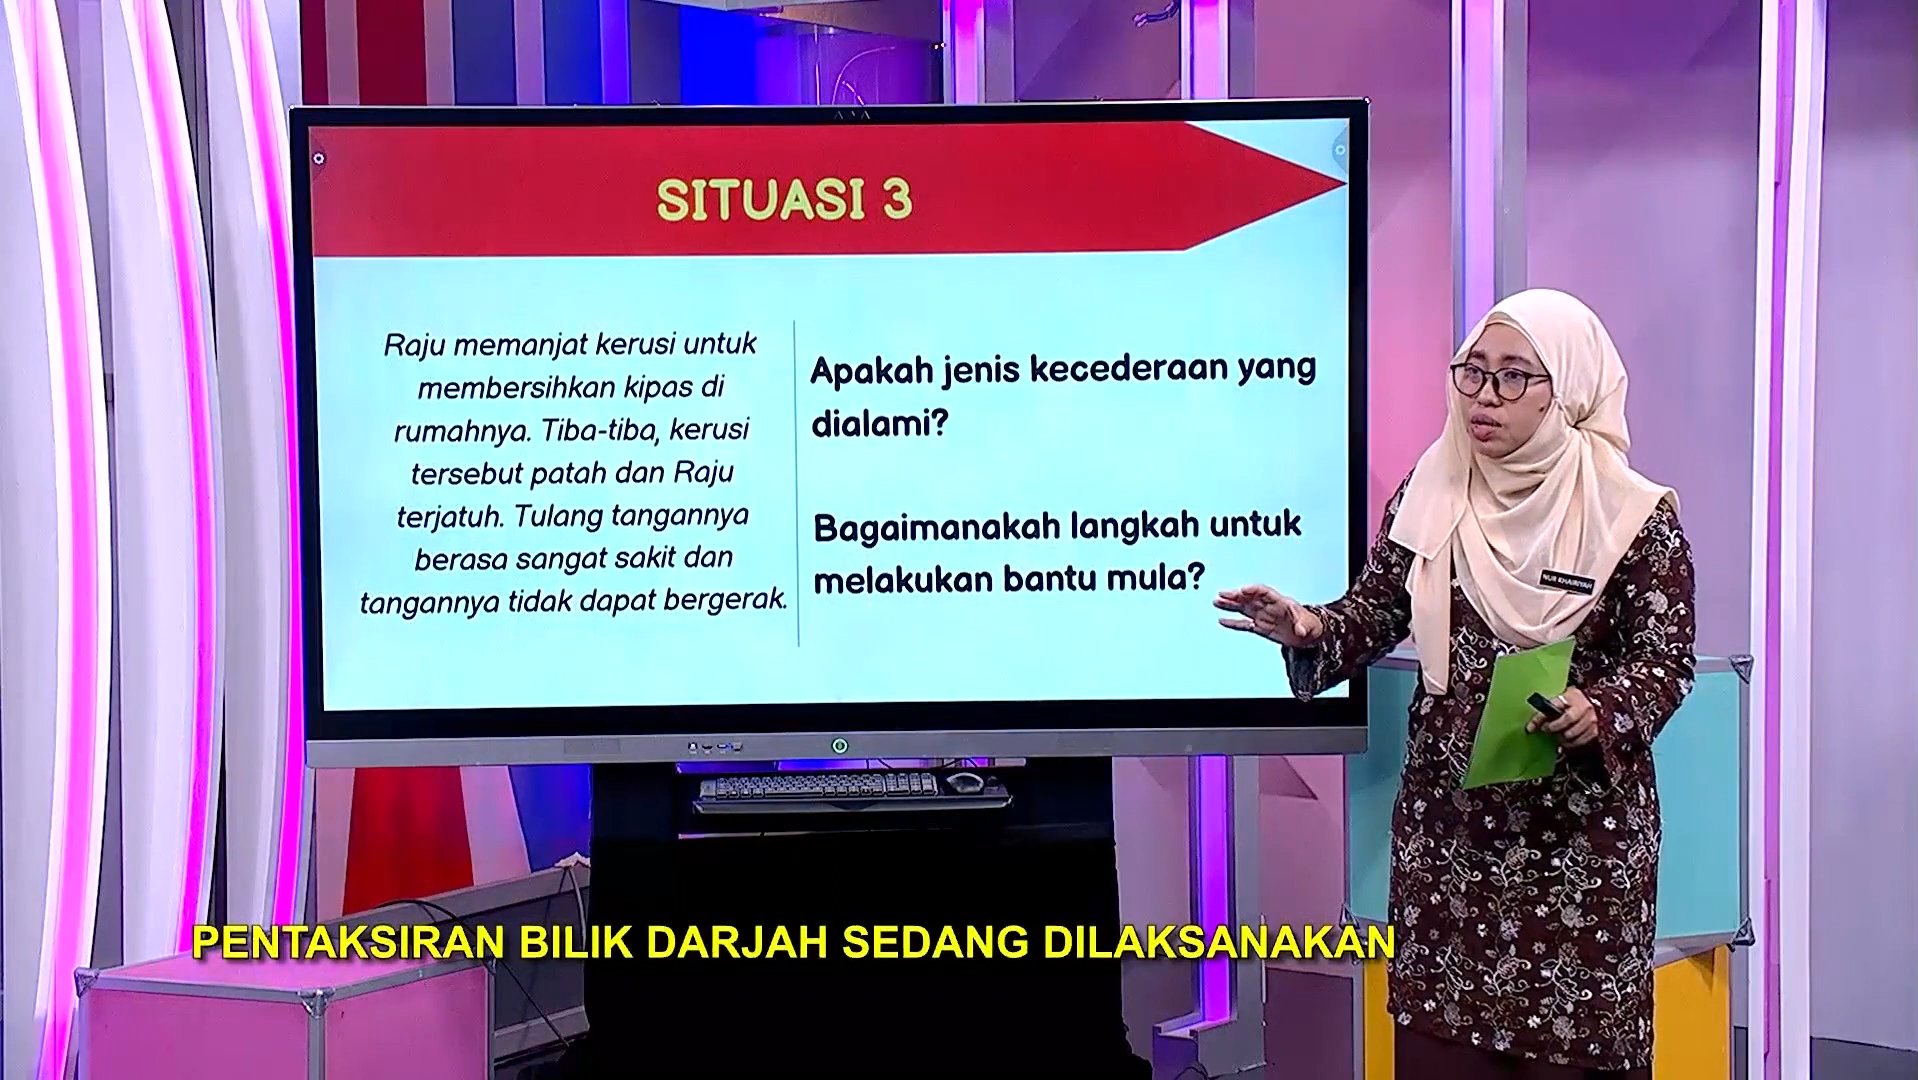 SITUASI 3
Raju memanjat kerusi untuk
membersihkan kipas di
rumahnya. Tiba-tiba, kerusi
tersebut patah dan Raju
terjatuh. Tulang tangannya
berasa sangat sakit dan
tangannya tidak dapat bergerak.
Apakah jenis kecederaan yang
dialami?
Bagaimanakah langkah untuk
melakukan bantu mula?
NUR KHAIRIYAH
PENTAKSIRAN BILIK DARJAH SEDANG DILAKSANAKAN